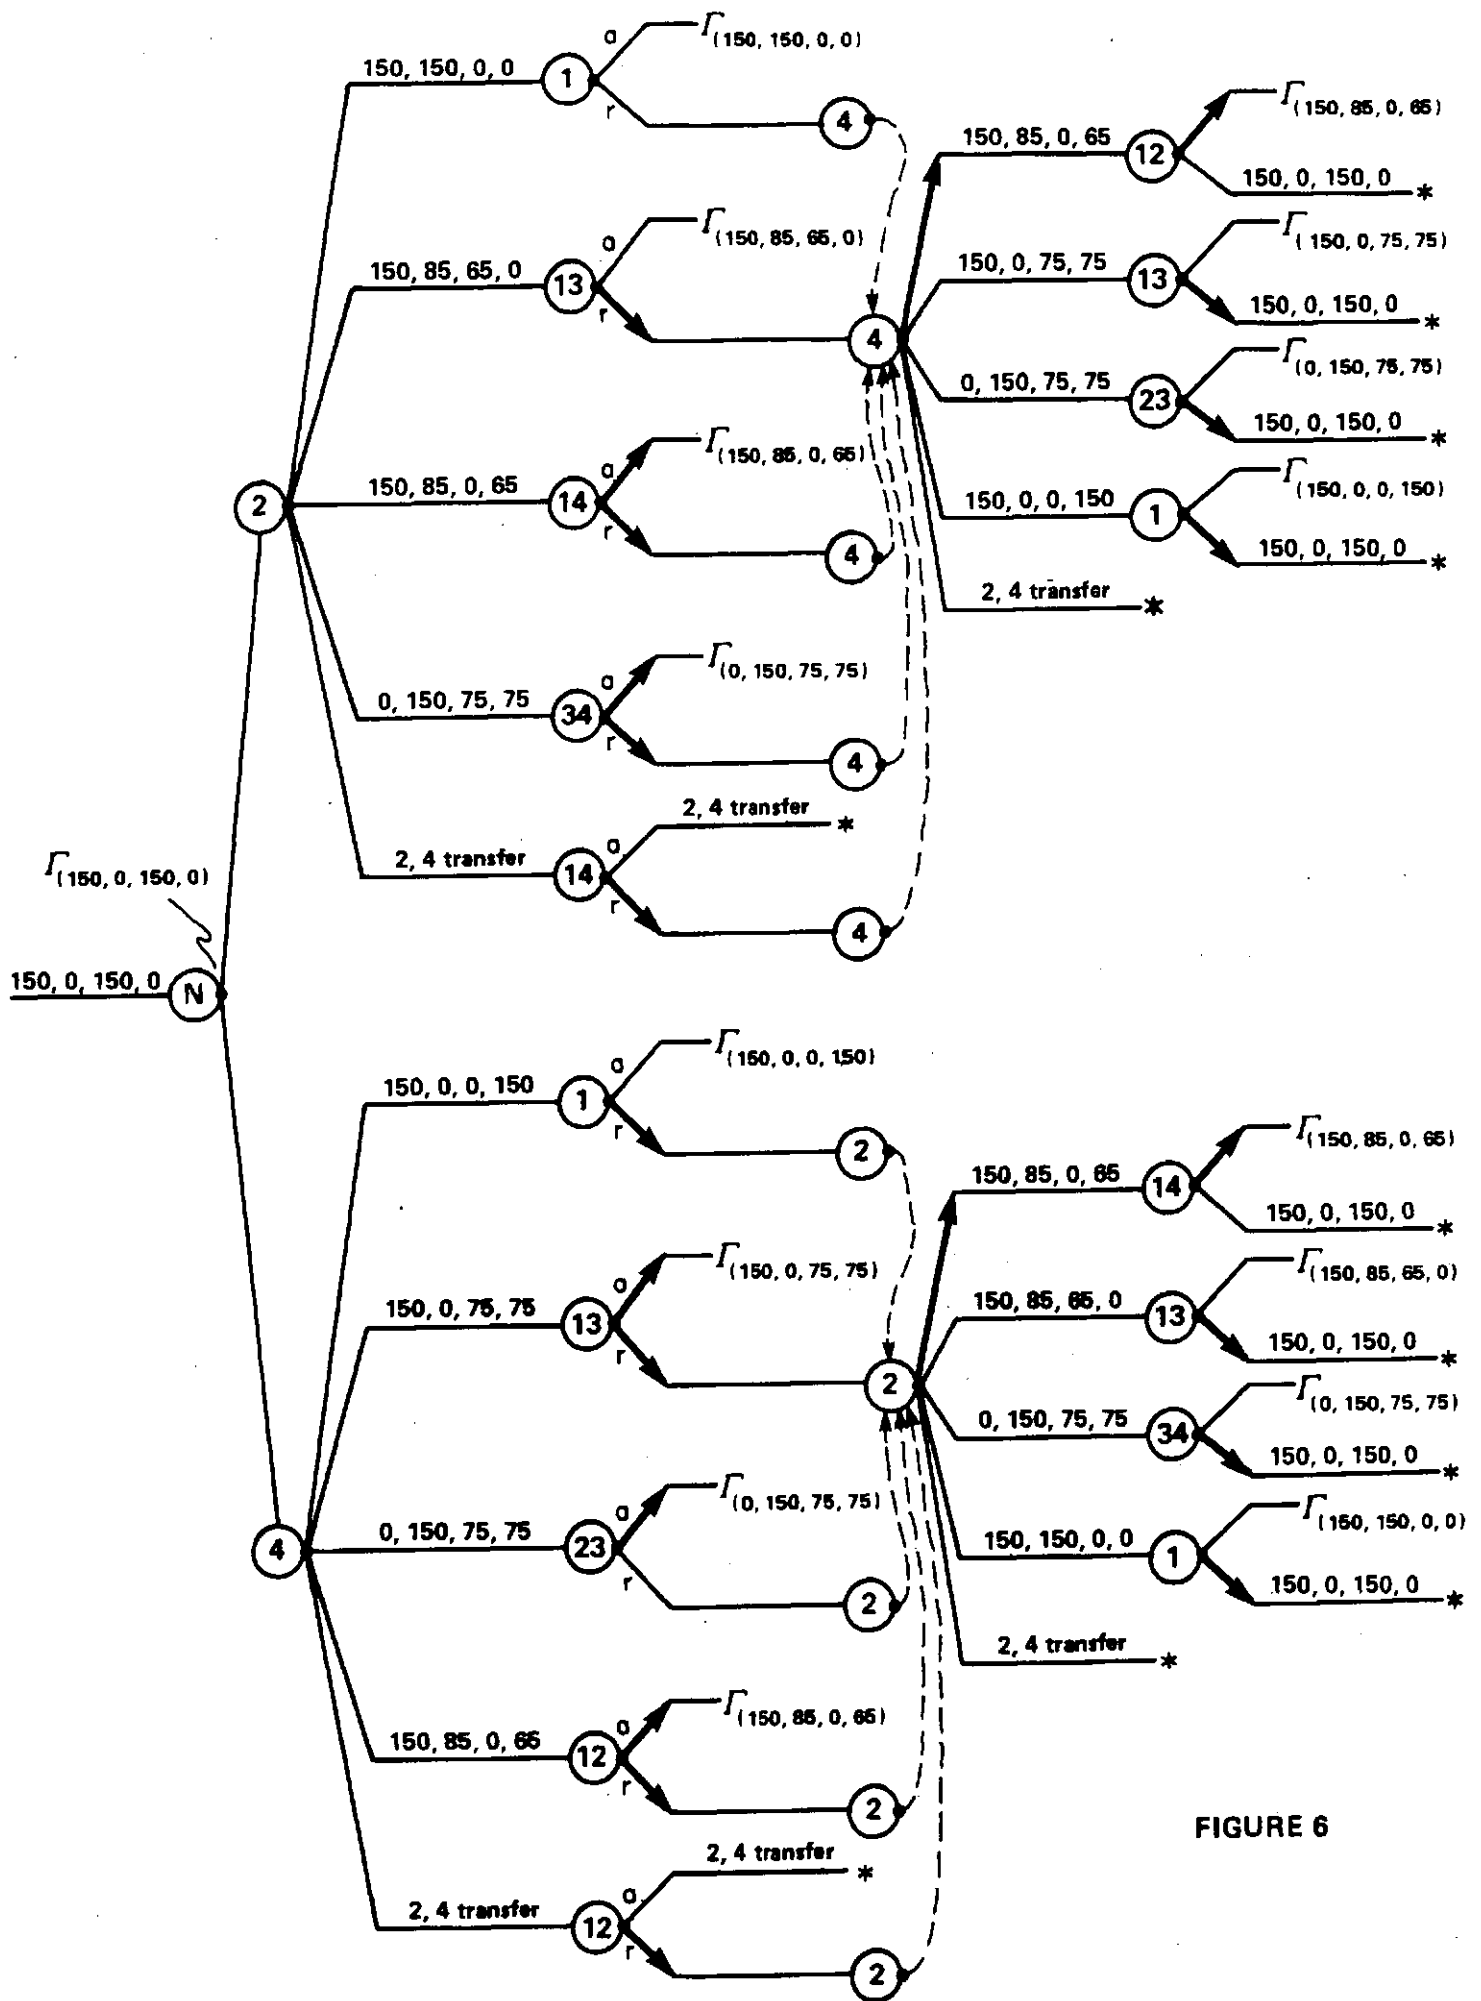 150, 150, 0, 0
1
a
r
Γ(150, 150, 0, 0)
4
150, 85, 65, 0
13
a
r
Γ(150, 85, 65, 0)
4
150, 85, 0, 65
12
Γ(150, 85, 0, 65)
150, 0, 150, 0 *
150, 0, 75, 75
13
Γ(150, 0, 75, 75)
150, 0, 150, 0 *
0, 150, 75, 75
23
Γ(0, 150, 75, 75)
150, 0, 150, 0 *
150, 0, 0, 150
1
Γ(150, 0, 0, 150)
150, 0, 150, 0 *
2, 4 transfer *
2
150, 85, 0, 65
14
a
r
Γ(150, 85, 0, 65)
4
0, 150, 75, 75
34
a
r
Γ(0, 150, 75, 75)
4
2, 4 transfer
14
a
r
2, 4 transfer *
4
Γ(150, 0, 150, 0)
150, 0, 150, 0
N
150, 0, 0, 150
1
a
r
Γ(150, 0, 0, 150)
2
150, 0, 75, 75
13
a
r
Γ(150, 0, 75, 75)
2
150, 85, 0, 65
14
Γ(150, 85, 0, 65)
150, 0, 150, 0 *
150, 85, 65, 0
13
Γ(150, 85, 65, 0)
150, 0, 150, 0 *
0, 150, 75, 75
34
Γ(0, 150, 75, 75)
150, 0, 150, 0 *
150, 150, 0, 0
1
Γ(150, 150, 0, 0)
150, 0, 150, 0 *
2, 4 transfer *
4
0, 150, 75, 75
23
a
r
Γ(0, 150, 75, 75)
2
150, 85, 0, 65
12
a
r
Γ(150, 85, 0, 65)
2
2, 4 transfer
12
a
r
2, 4 transfer *
2
FIGURE 6